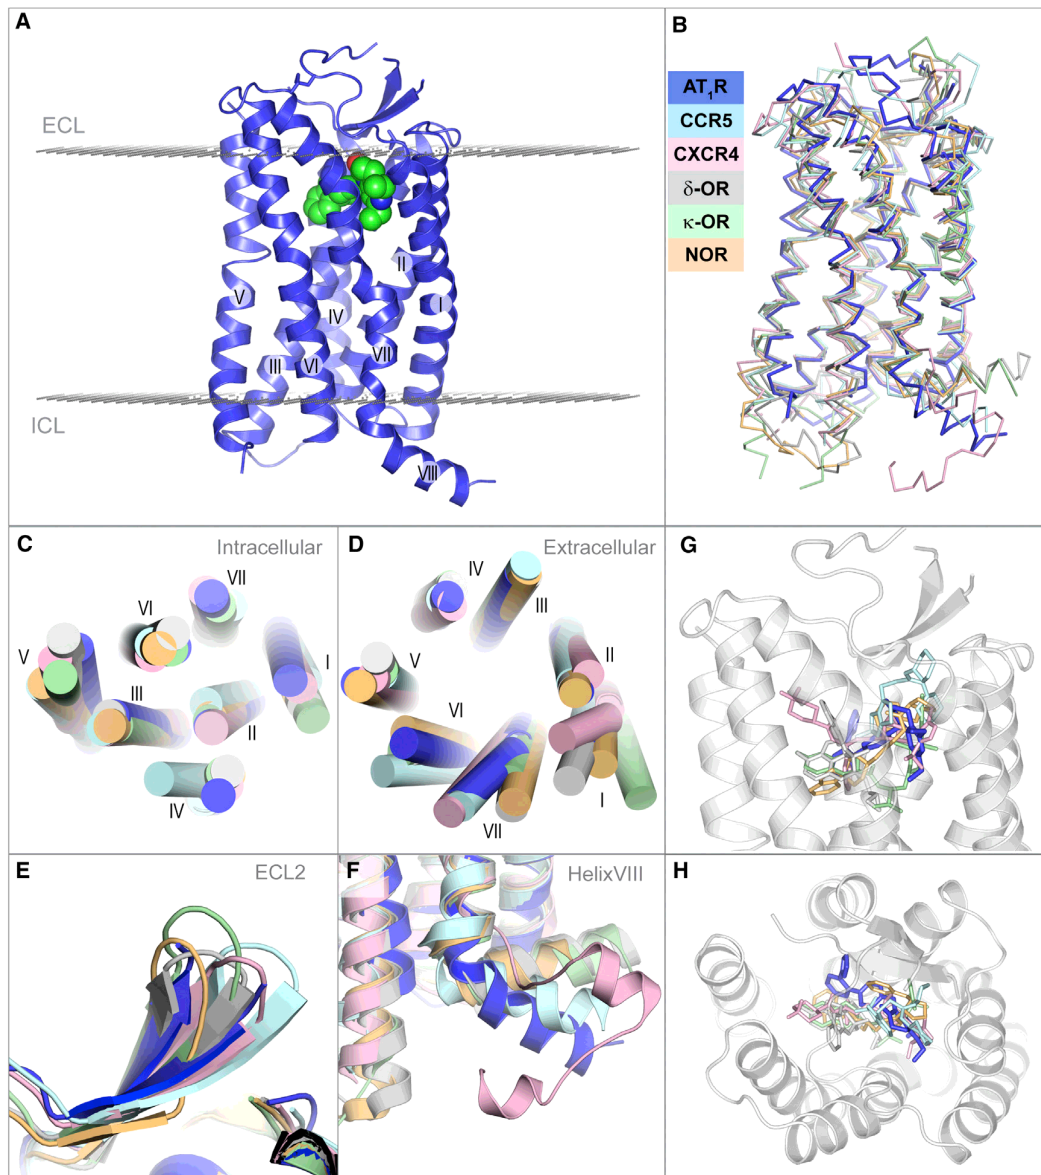 A
ECL
ICL
V
III
VI
IV
VII
II
I
VIII
B
AT₁R
CCR5
CXCR4
δ-OR
κ-OR
NOR
C
Intracellular
VII
VI
V
III
I
II
IV
D
Extracellular
IV
III
II
V
VI
I
VII
G
E
ECL2
F
HelixVIII
H